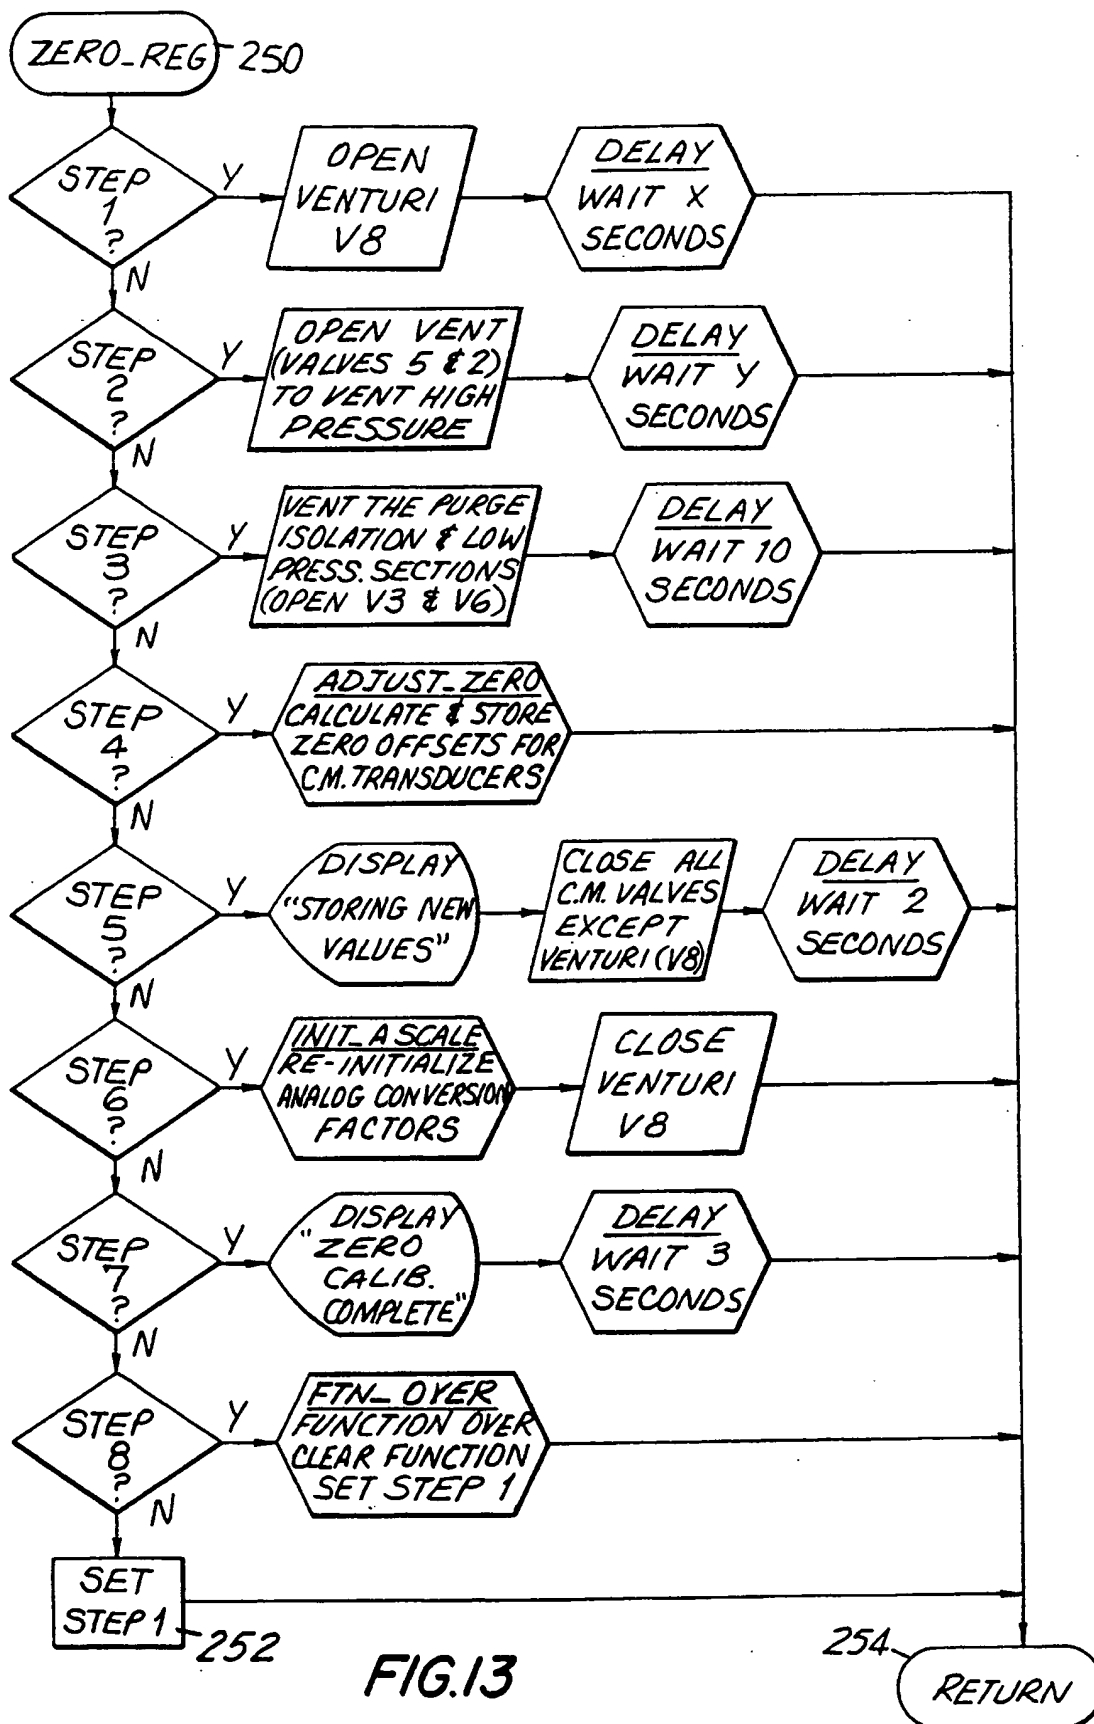 ZERO_REG 250
STEP
1
?
Y
N
OPEN
VENTURI
V8
DELAY
WAIT X
SECONDS
STEP
2
?
Y
N
OPEN VENT
(VALVES 5 & 2)
TO VENT HIGH
PRESSURE
DELAY
WAIT Y
SECONDS
STEP
3
?
Y
N
VENT THE PURGE
ISOLATION & LOW
PRESS. SECTIONS
(OPEN V3 & V6)
DELAY
WAIT 10
SECONDS
STEP
4
?
Y
N
ADJUST_ZERO
CALCULATE & STORE
ZERO OFFSETS FOR
C.M. TRANSDUCERS
STEP
5
?
Y
N
DISPLAY
"STORING NEW
VALUES"
CLOSE ALL
C.M. VALVES
EXCEPT
VENTURI (V8)
DELAY
WAIT 2
SECONDS
STEP
6
?
Y
N
INIT_A SCALE
RE-INITIALIZE
ANALOG CONVERSION
FACTORS
CLOSE
VENTURI
V8
STEP
7
?
Y
N
DISPLAY
"ZERO
CALIB.
COMPLETE"
DELAY
WAIT 3
SECONDS
STEP
8
?
Y
N
FTN_OVER
FUNCTION OVER
CLEAR FUNCTION
SET STEP 1
SET
STEP 1
252
254
RETURN
FIG.13